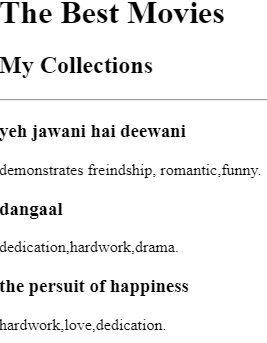 The Best Movies
My Collections
yeh jawani hai deewani
demonstrates freindship, romantic,funny.
dangaal
dedication,hardwork,drama.
the persuit of happiness
hardwork,love,dedication.